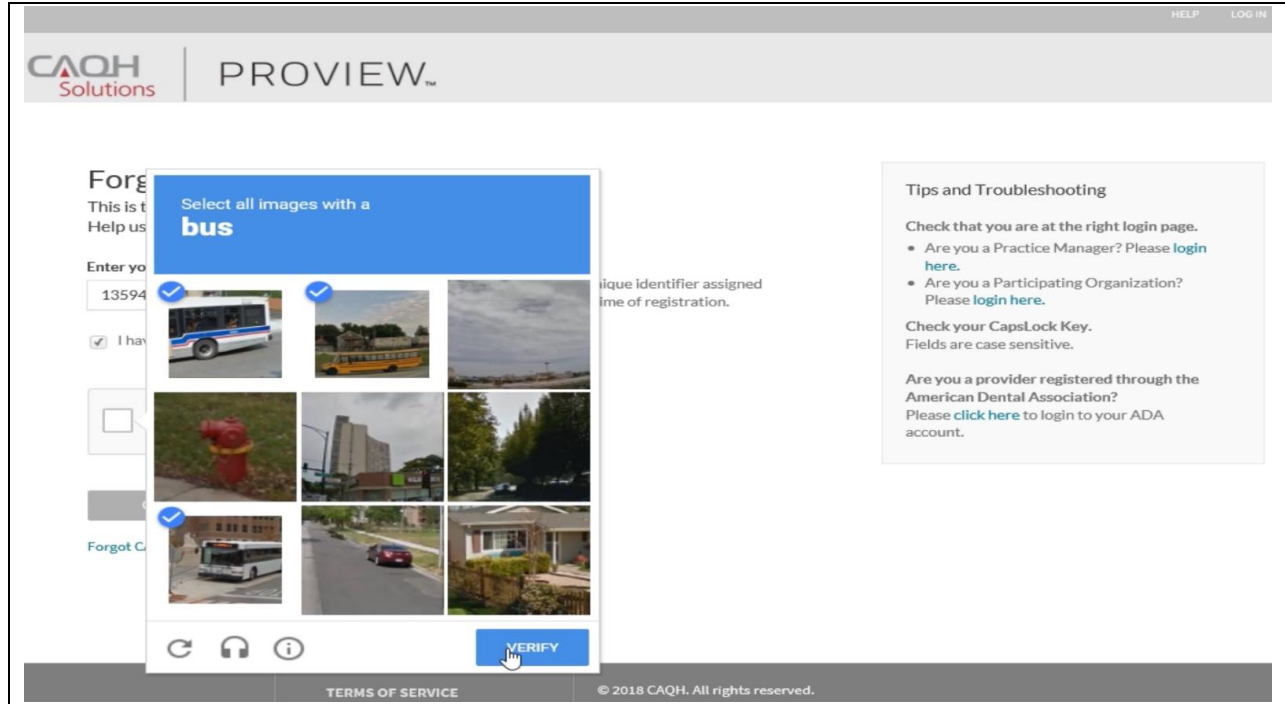 HELP LOG IN
CAQH
Solutions
PROVIEW™
Forg
This is t
Help us
Enter yo
13594
I hav
Forgot CA
Select all images with a
bus
VERIFY
ique identifier assigned
ime of registration.
Tips and Troubleshooting
Check that you are at the right login page.
• Are you a Practice Manager? Please login
here.
• Are you a Participating Organization?
Please login here.
Check your CapsLock Key.
Fields are case sensitive.
Are you a provider registered through the
American Dental Association?
Please click here to login to your ADA
account.
TERMS OF SERVICE
© 2018 CAQH. All rights reserved.